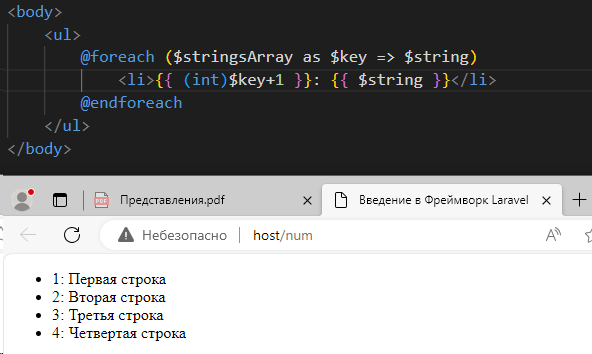 <body>
<ul>
@foreach ($stringsArray as $key => $string)
<li>{{ (int)$key+1 }}: {{ $string }}</li>
@endforeach
</ul>
</body>
Представления.pdf
Введение в Фреймворк Laravel
Небезопасно host/num
1: Первая строка
2: Вторая строка
3: Третья строка
4: Четвертая строка